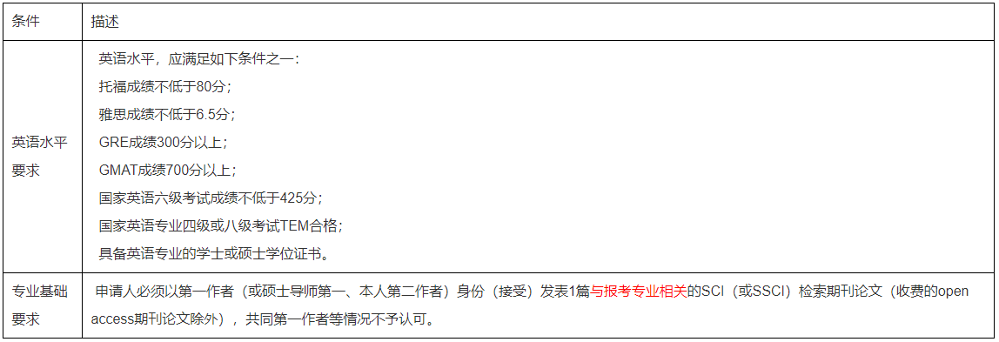 条件
描述
英语水平
要求
英语水平，应满足如下条件之一：
托福成绩不低于80分；
雅思成绩不低于6.5分；
GRE成绩300分以上；
GMAT成绩700分以上；
国家英语六级考试成绩不低于425分；
国家英语专业四级或八级考试TEM合格；
具备英语专业的学士或硕士学位证书。
专业基础
要求
申请人必须以第一作者（或硕士导师第一、本人第二作者）身份（接受）发表1篇与报考专业相关的SCI（或SSCI）检索期刊论文（收费的open
access期刊论文除外），共同第一作者等情况不予认可。